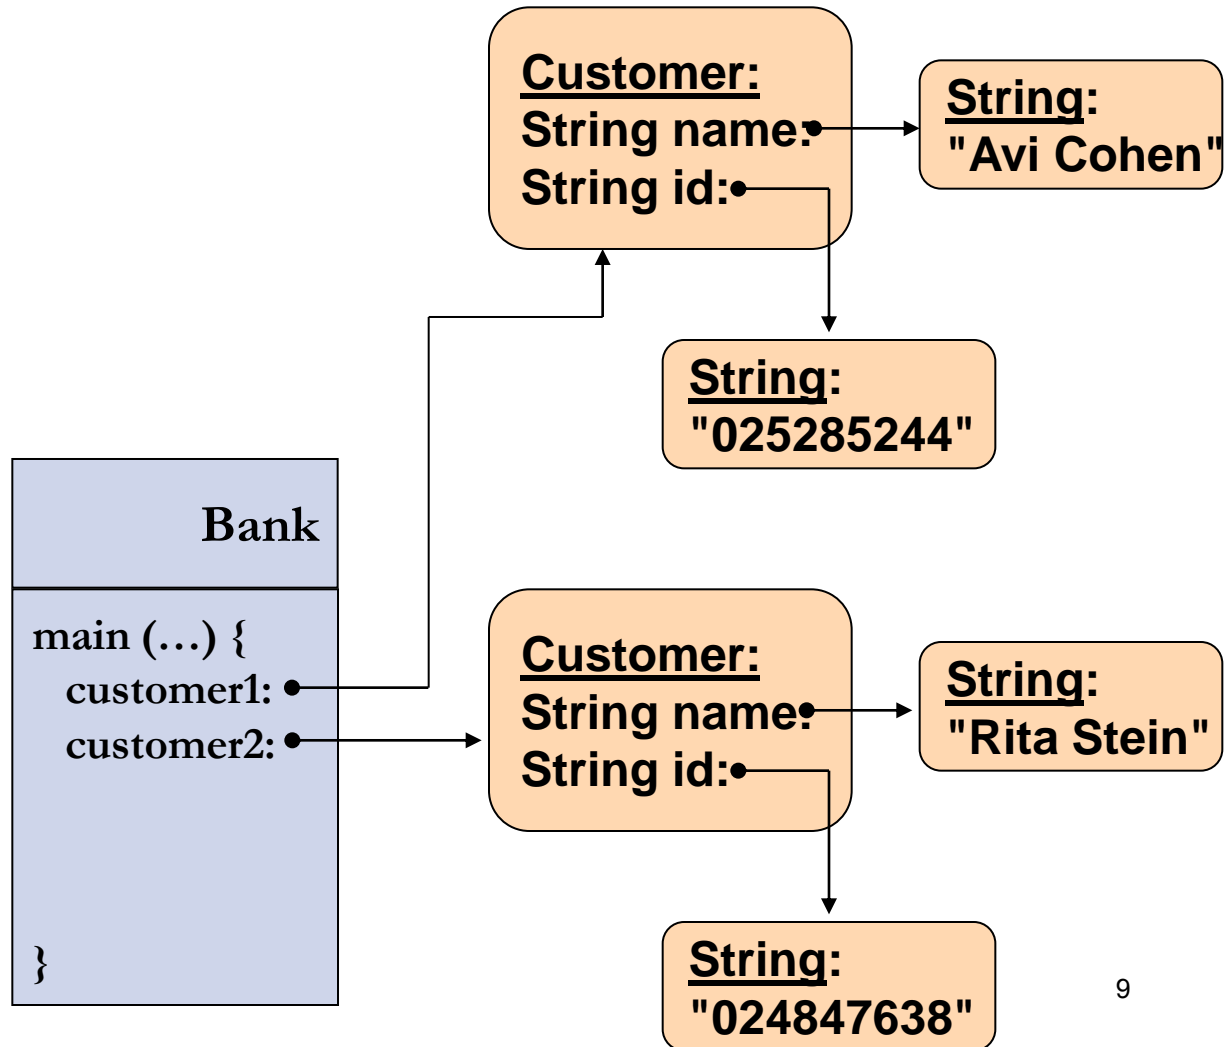 Customer:
String name:
String id:
String:
"Avi Cohen"
String:
"025285244"
Bank
main (…) {
customer1:
customer2:
}
Customer:
String name:
String id:
String:
"Rita Stein"
String:
"024847638"
9